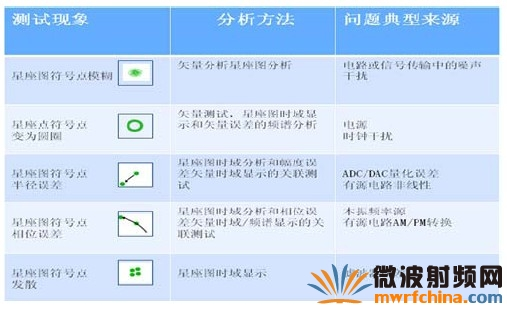 测试现象
分析方法
问题典型来源
星座图符号点模糊
矢量分析星座图分析
电路或信号传输中的噪声
干扰
星座点符号点
变为圆圈
矢量测试，星座图时域显
示和矢量误差的频谱分析
电源
时钟干扰
星座图符号点
半径误差
星座图时域分析和幅度误
差矢量时域显示的关联测
试
ADC/DAC量化误差
有源电路非线性
星座图符号点
相位误差
星座图时域分析和相位误
差矢量时域/频谱显示的关
联测试
本振频率源
有源电路AM/PM转换
星座图符号点
发散
星座图时域显示
微波射频网
mwrfchina.com